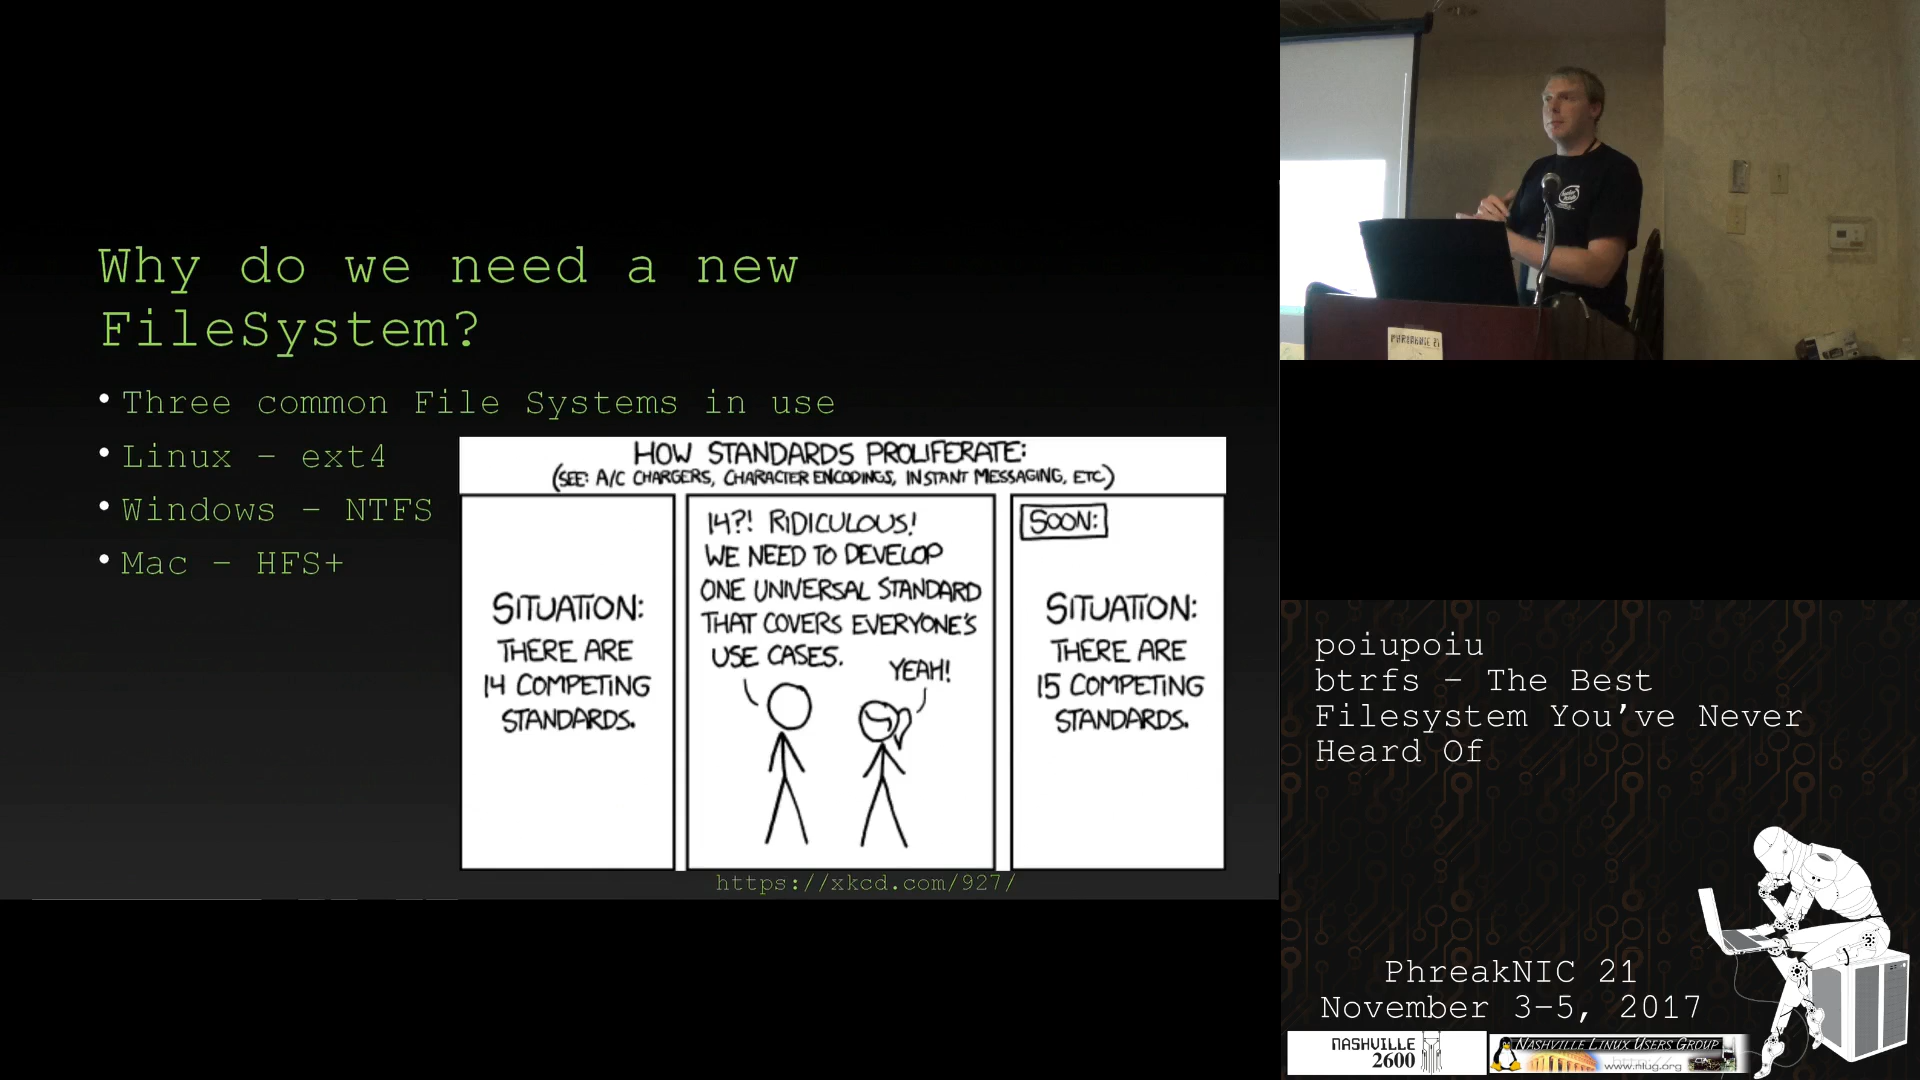 Why do we need a new
FileSystem?
• Three common File Systems in use
• Linux – ext4
• Windows – NTFS
• Mac – HFS+
HOW STANDARDS PROLIFERATE:
(SEE: A/C CHARGERS, CHARACTER ENCODINGS, INSTANT MESSAGING, ETC.)
SITUATION:
THERE ARE
14 COMPETING
STANDARDS.
14?! RIDICULOUS!
WE NEED TO DEVELOP
ONE UNIVERSAL STANDARD
THAT COVERS EVERYONE'S
USE CASES.
YEAH!
SOON:
SITUATION:
THERE ARE
15 COMPETING
STANDARDS.
https://xkcd.com/927/
PHREAKNIC 21
poiupoiu
btrfs – The Best
Filesystem You’ve Never
Heard Of
PhreakNIC 21
November 3–5, 2017
NASHVILLE
2600
NASHVILLE LINUX USERS GROUP
www.nlug.org